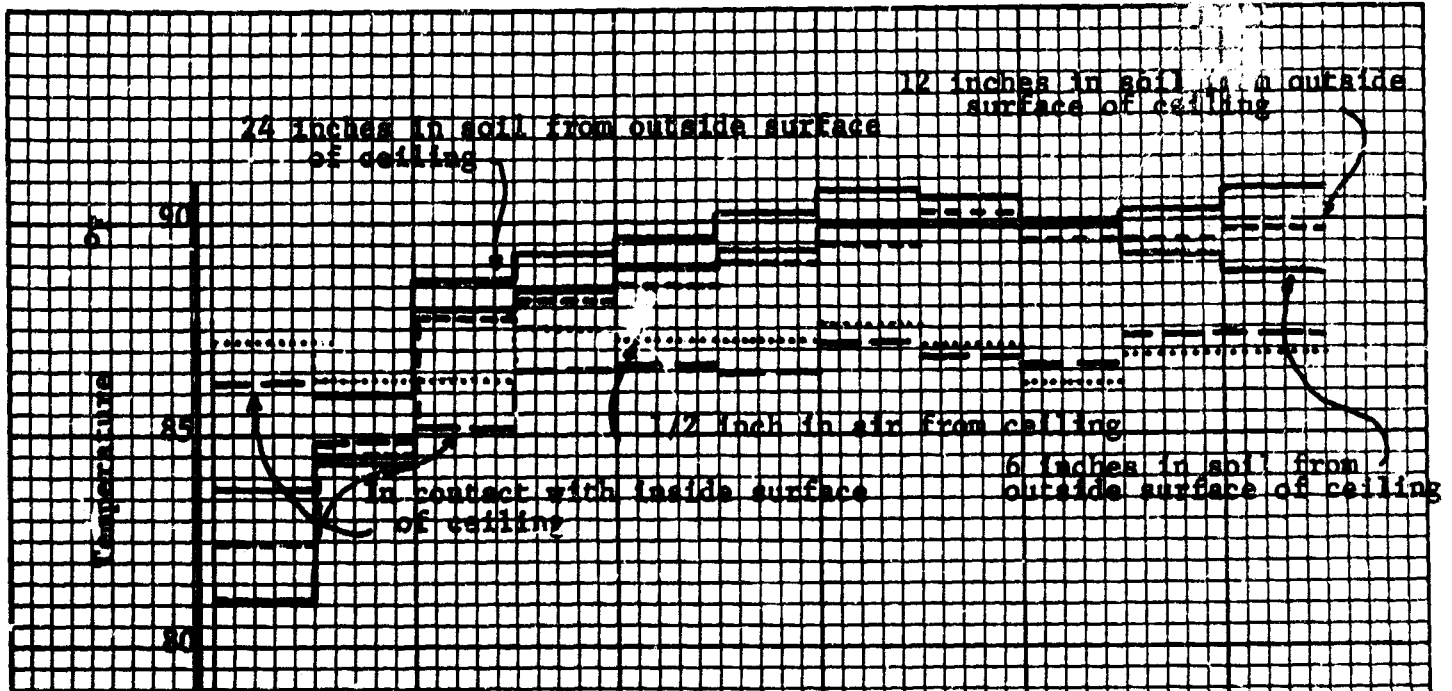 12 inches in soil outside
surface of ceiling
24 inches in soil from outside surface
of ceiling
90
°F
85
Temperature
1/2 inch in air from ceiling
6 inches in soil from
outside surface of ceiling
In contact with inside surface
of ceiling
80